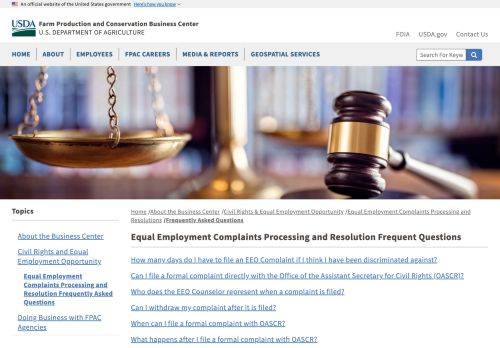 An official website of the United States government Here's how you know
USDA Farm Production and Conservation Business Center
U.S. DEPARTMENT OF AGRICULTURE
FOIA USDA.gov Contact Us
HOME ABOUT EMPLOYEES FPAC CAREERS MEDIA & REPORTS GEOSPATIAL SERVICES Search For Keyw
Topics
About the Business Center
Civil Rights and Equal
Employment Opportunity
Equal Employment
Complaints Processing and
Resolution Frequently Asked
Questions
Doing Business with FPAC
Agencies
Home /About the Business Center /Civil Rights & Equal Employment Opportunity /Equal Employment Complaints Processing and
Resolutions /Frequently Asked Questions
Equal Employment Complaints Processing and Resolution Frequent Questions
How many days do I have to file an EEO Complaint if I think I have been discriminated against?
Can I file a formal complaint directly with the Office of the Assistant Secretary for Civil Rights (OASCR)?
Who does the EEO Counselor represent when a complaint is filed?
Can I withdraw my complaint after it is filed?
When can I file a formal complaint with OASCR?
What happens after I file a formal complaint with OASCR?